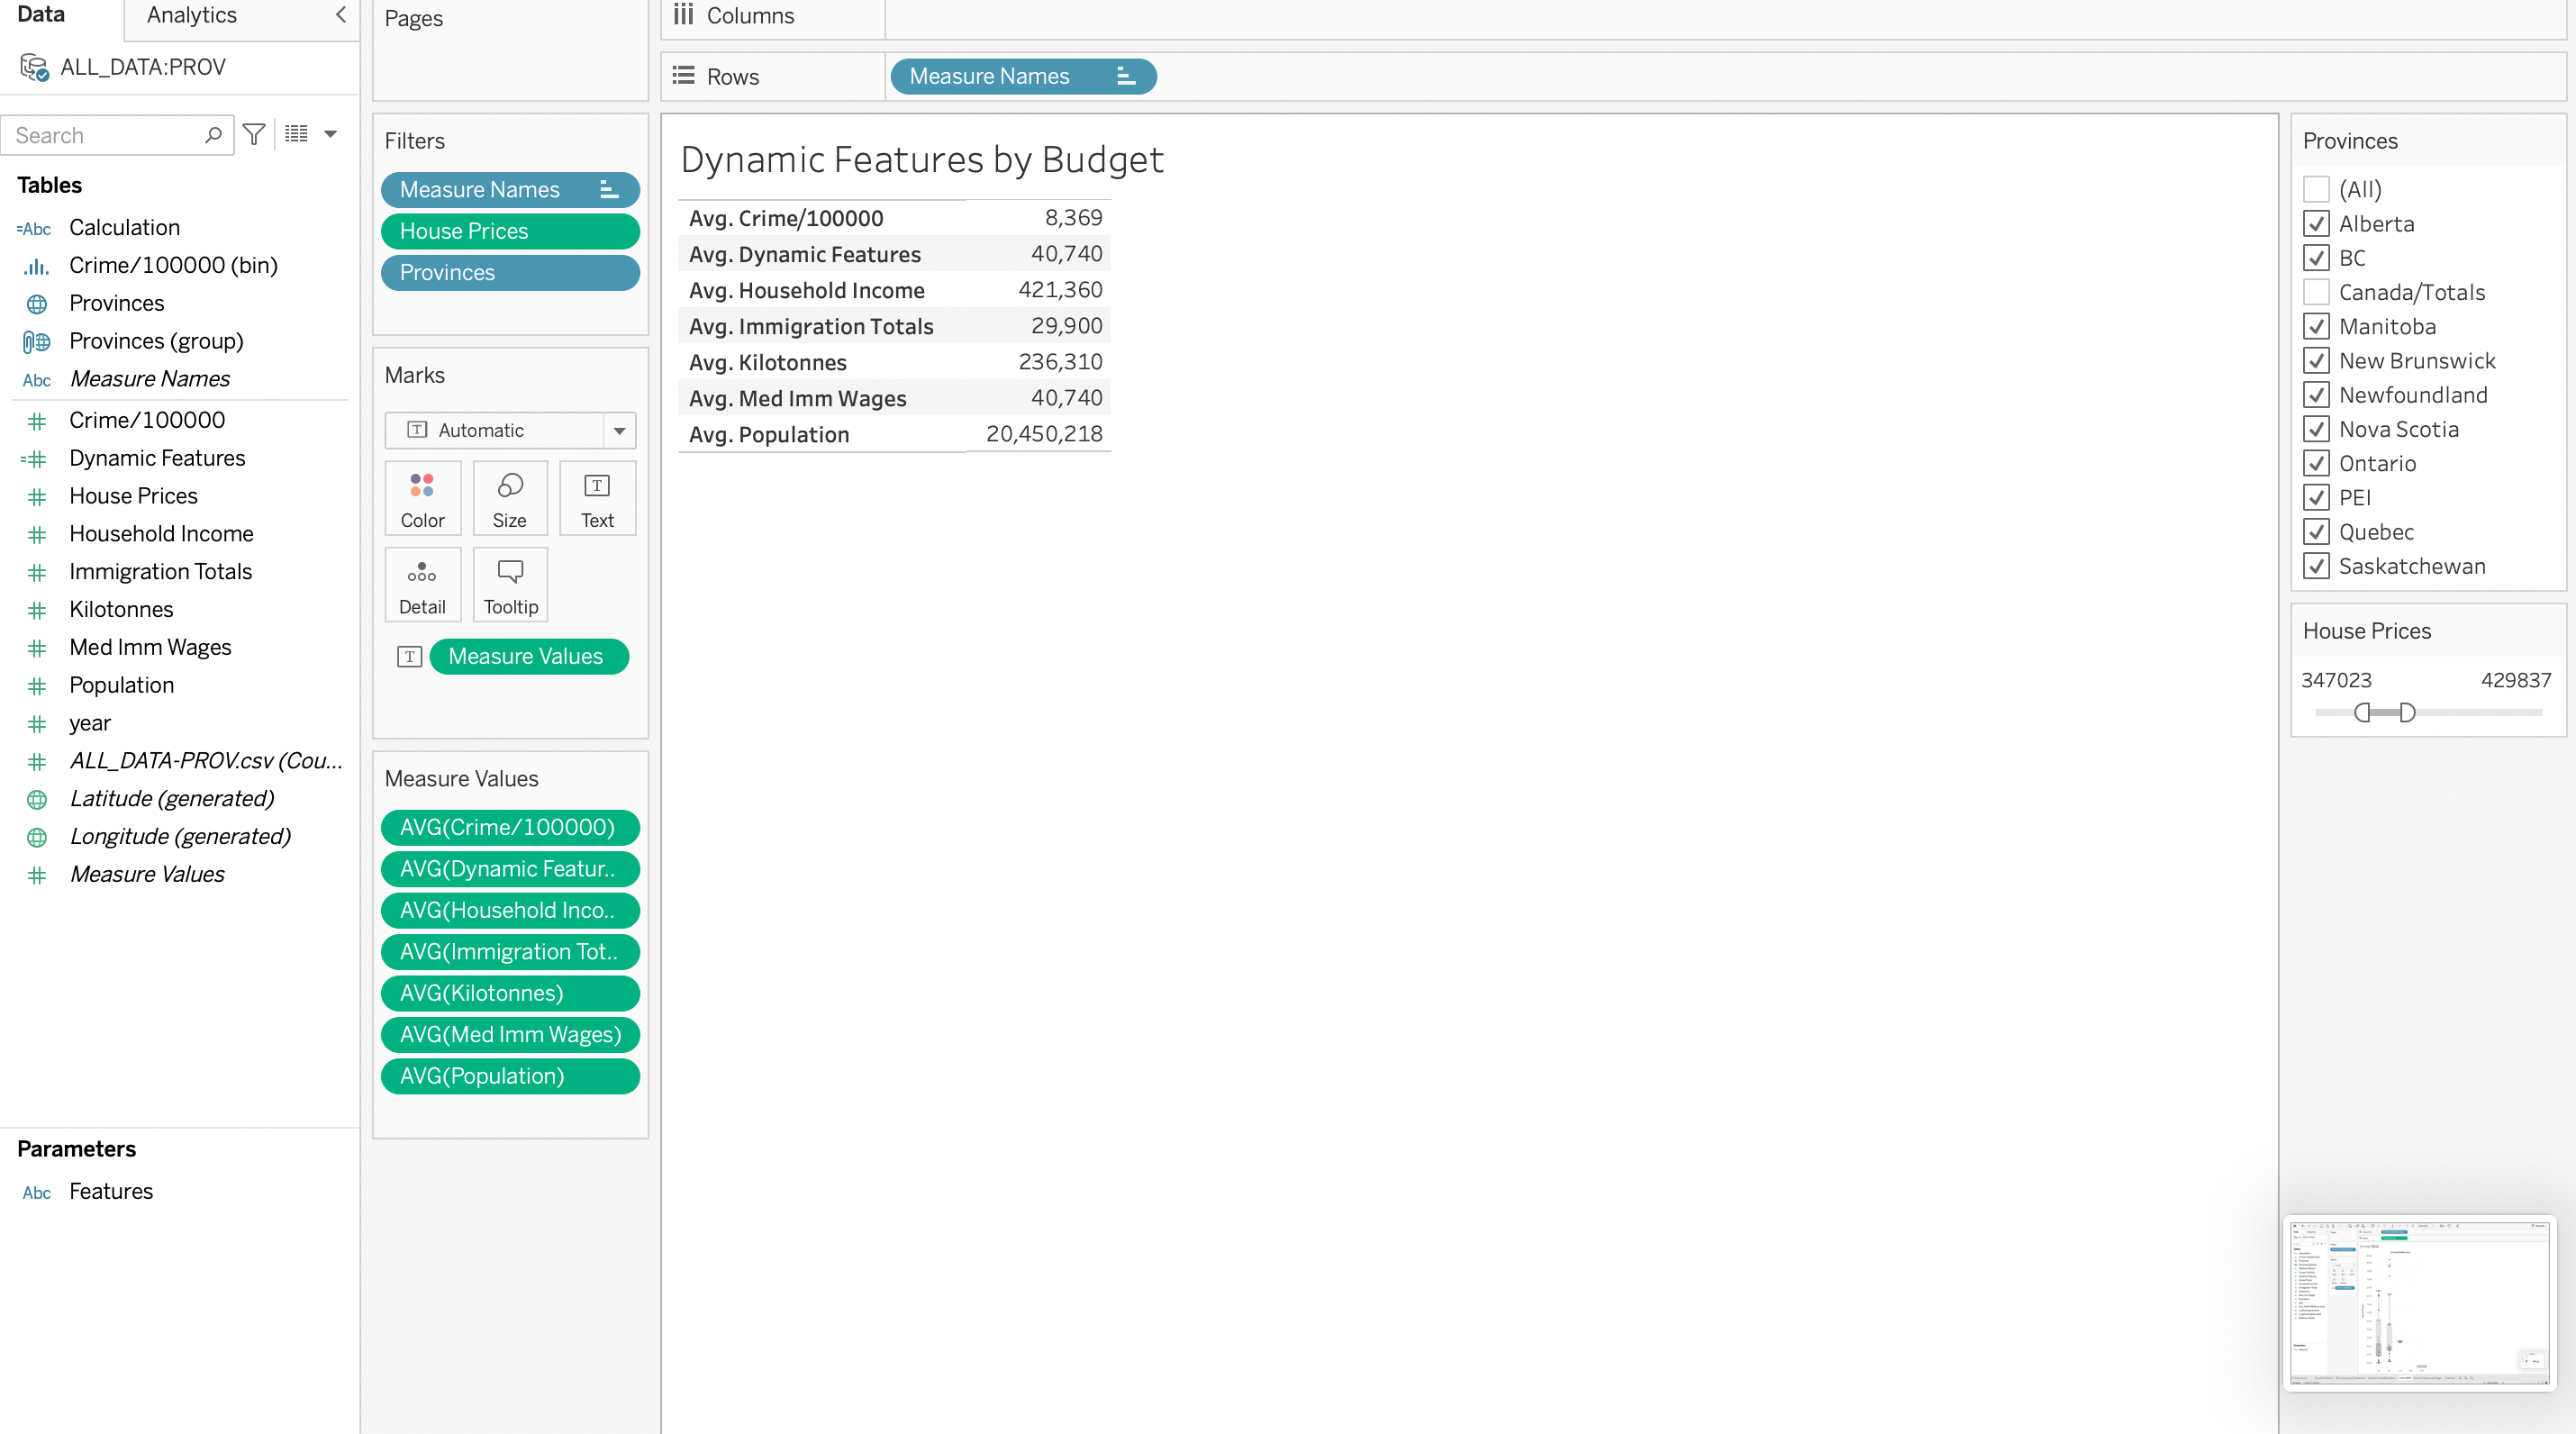 Data
Analytics
ALL_DATA:PROV
Search
Tables
=Abc Calculation
Crime/100000 (bin)
Provinces
Provinces (group)
Abc Measure Names
Crime/100000
Dynamic Features
House Prices
Household Income
Immigration Totals
Kilotonnes
Med Imm Wages
Population
year
ALL_DATA-PROV.csv (Cou...
Latitude (generated)
Longitude (generated)
Measure Values
Parameters
Abc Features
Pages
Filters
Measure Names
House Prices
Provinces
Marks
T Automatic
Color
Size
T Text
Detail
Tooltip
T Measure Values
Measure Values
AVG(Crime/100000)
AVG(Dynamic Featur..
AVG(Household Inco..
AVG(Immigration Tot..
AVG(Kilotonnes)
AVG(Med Imm Wages)
AVG(Population)
Columns
Rows
Measure Names
Dynamic Features by Budget
Avg. Crime/100000 8,369
Avg. Dynamic Features 40,740
Avg. Household Income 421,360
Avg. Immigration Totals 29,900
Avg. Kilotonnes 236,310
Avg. Med Imm Wages 40,740
Avg. Population 20,450,218
Provinces
(All)
Alberta
BC
Canada/Totals
Manitoba
New Brunswick
Newfoundland
Nova Scotia
Ontario
PEI
Quebec
Saskatchewan
House Prices
347023 429837